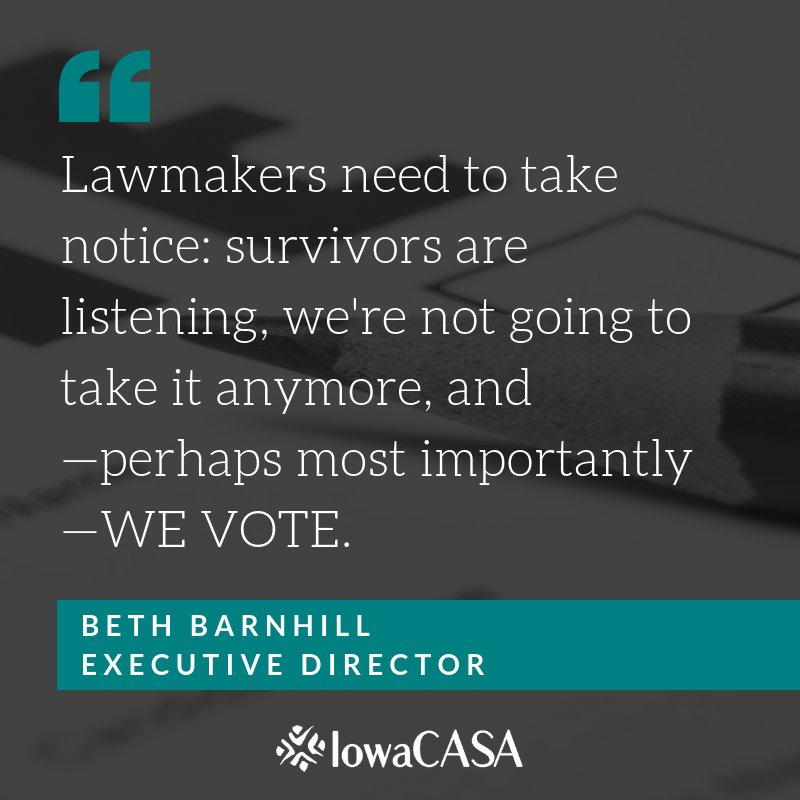 Lawmakers need to take
notice: survivors are
listening, we're not going to
take it anymore, and
—perhaps most importantly
—WE VOTE.
BETH BARNHILL
EXECUTIVE DIRECTOR
IowaCASA